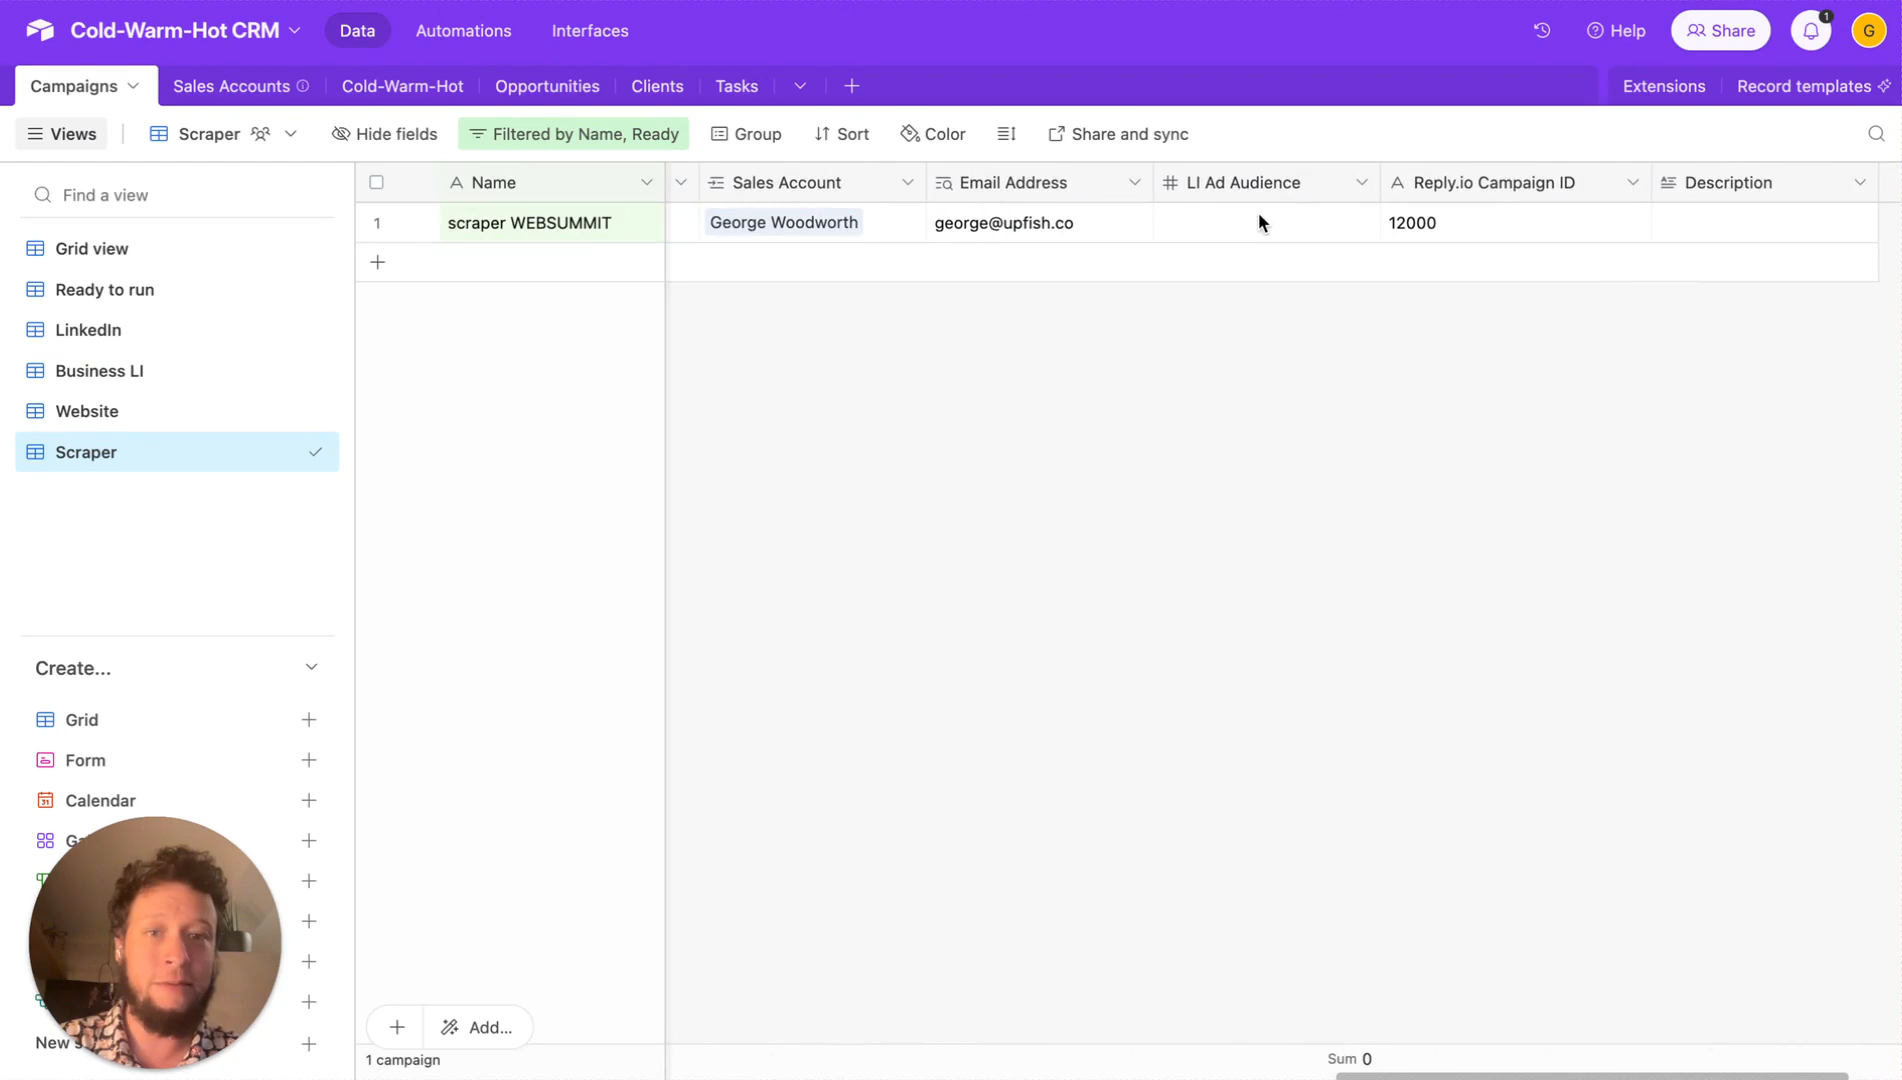 Cold-Warm-Hot CRM
Data
Automations
Interfaces
Help
Share
1
G
Campaigns
Sales Accounts
Cold-Warm-Hot
Opportunities
Clients
Tasks
Extensions
Record templates
Views
Scraper
Hide fields
Filtered by Name, Ready
Group
Sort
Color
Share and sync
Find a view
Grid view
Ready to run
LinkedIn
Business LI
Website
Scraper
Create...
Grid
Form
Calendar
31
New s
Name
Sales Account
Email Address
LI Ad Audience
Reply.io Campaign ID
Description
1
scraper WEBSUMMIT
George Woodworth
george@upfish.co
12000
Add...
1 campaign
Sum 0